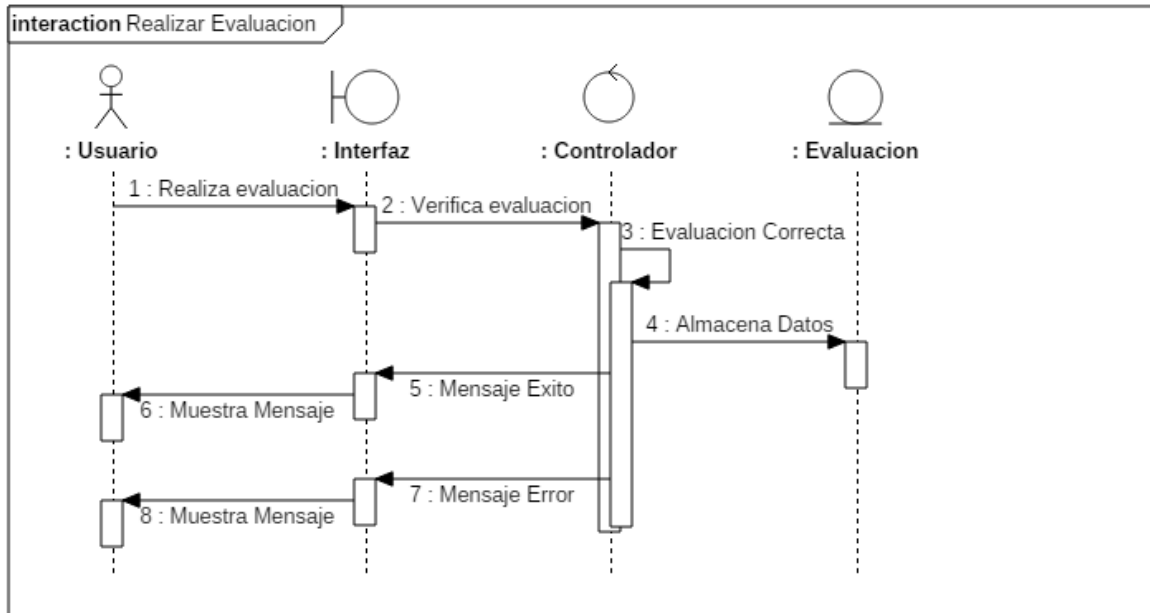 interaction Realizar Evaluacion
: Usuario
: Interfaz
: Controlador
: Evaluacion
1 : Realiza evaluacion
2 : Verifica evaluacion
3 : Evaluacion Correcta
4 : Almacena Datos
5 : Mensaje Exito
6 : Muestra Mensaje
7 : Mensaje Error
8 : Muestra Mensaje